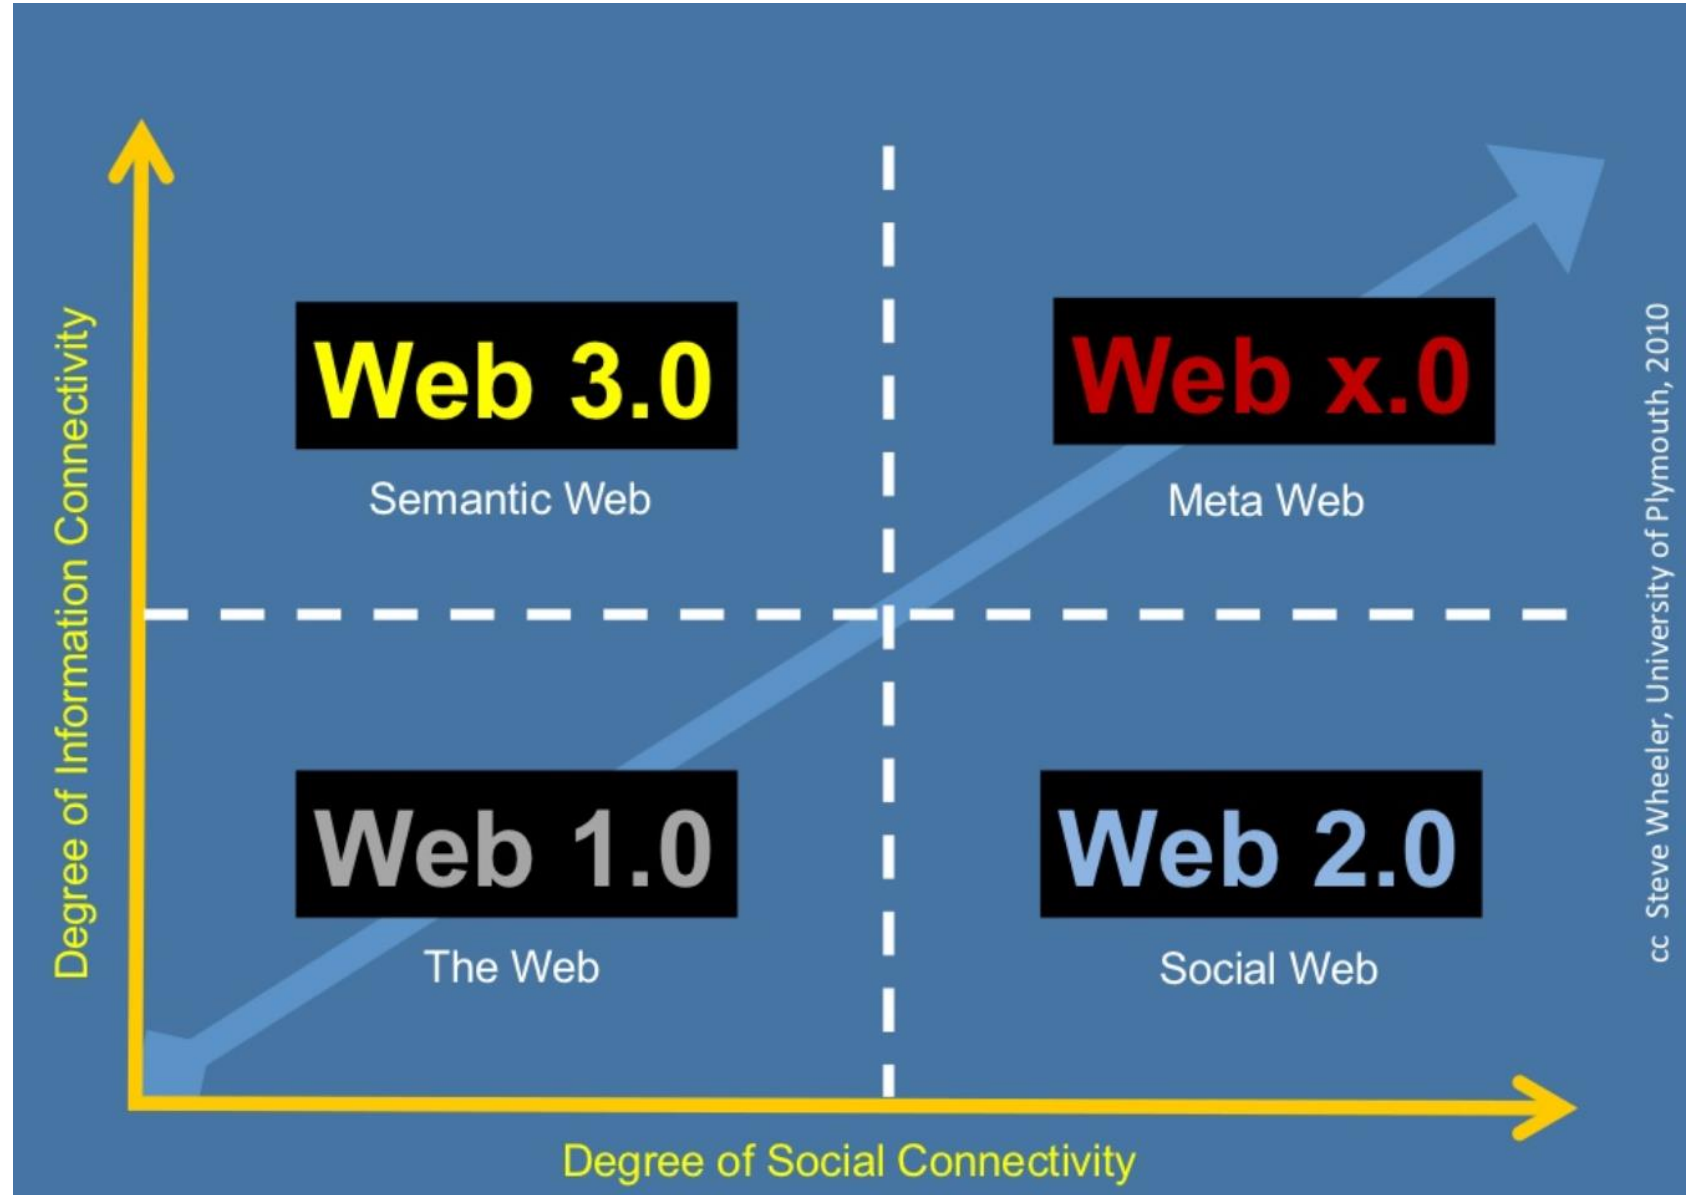 Degree of Information Connectivity
Web 3.0
Semantic Web
Web x.0
Meta Web
Web 1.0
The Web
Web 2.0
Social Web
Degree of Social Connectivity
cc Steve Wheeler, University of Plymouth, 2010